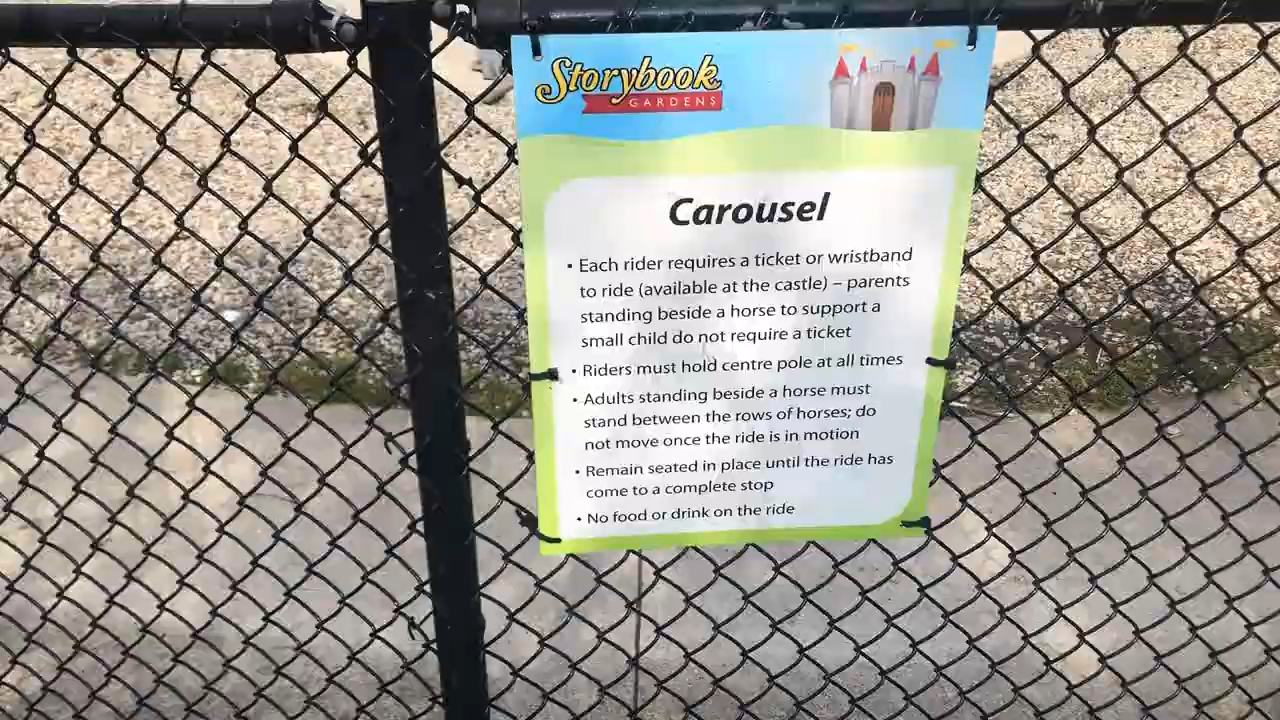 Storybook
GARDENS
Carousel
• Each rider requires a ticket or wristband
to ride (available at the castle) – parents
standing beside a horse to support a
small child do not require a ticket
• Riders must hold centre pole at all times
• Adults standing beside a horse must
stand between the rows of horses; do
not move once the ride is in motion
• Remain seated in place until the ride has
come to a complete stop
• No food or drink on the ride